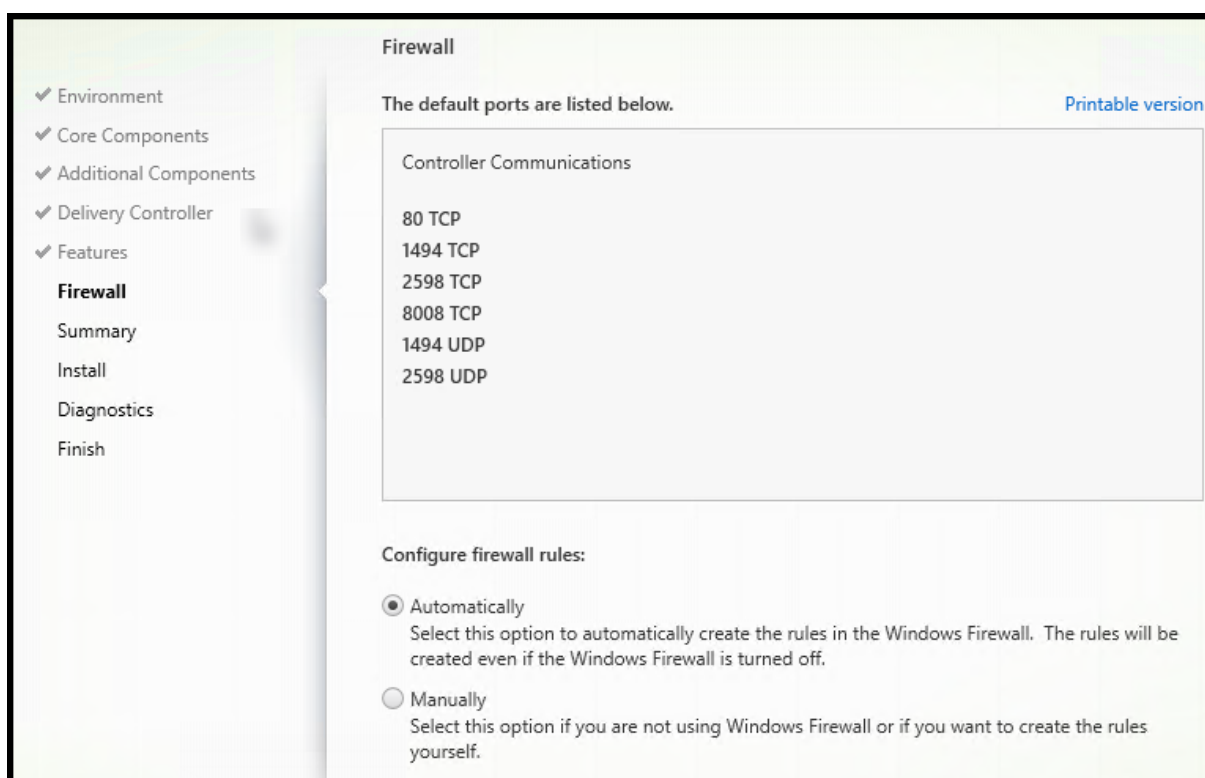 Firewall
Environment
Core Components
Additional Components
Delivery Controller
Features
Firewall
Summary
Install
Diagnostics
Finish
The default ports are listed below.
Printable version
Controller Communications
80 TCP
1494 TCP
2598 TCP
8008 TCP
1494 UDP
2598 UDP
Configure firewall rules:
Automatically
Select this option to automatically create the rules in the Windows Firewall. The rules will be
created even if the Windows Firewall is turned off.
Manually
Select this option if you are not using Windows Firewall or if you want to create the rules
yourself.